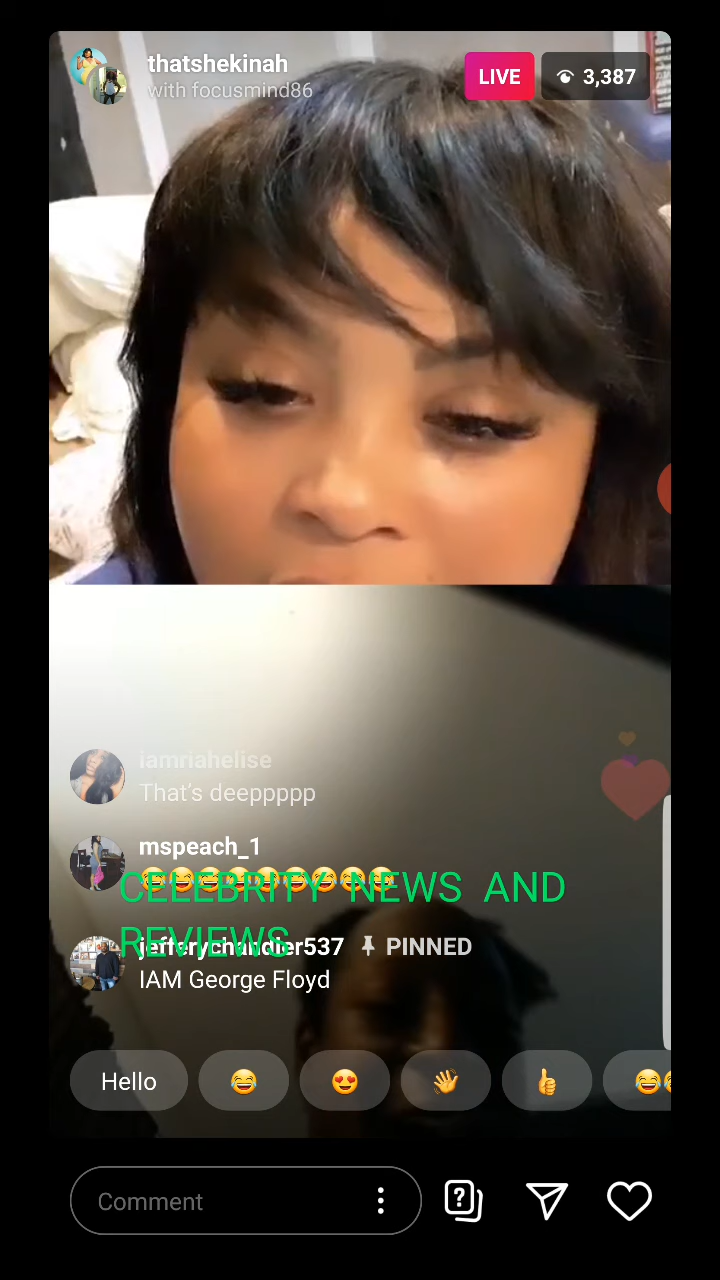 thatshekinah
with focusmind86
LIVE
3,387
iamriahelise
That's deeppppp
mspeach_1
😂😂😂😂😂😂😂😂😂
CELEBRITY NEWS AND
REVIEWS
jefferychandler537 PINNED
IAM George Floyd
Hello 😂 😍 👋 👍 😂
Comment